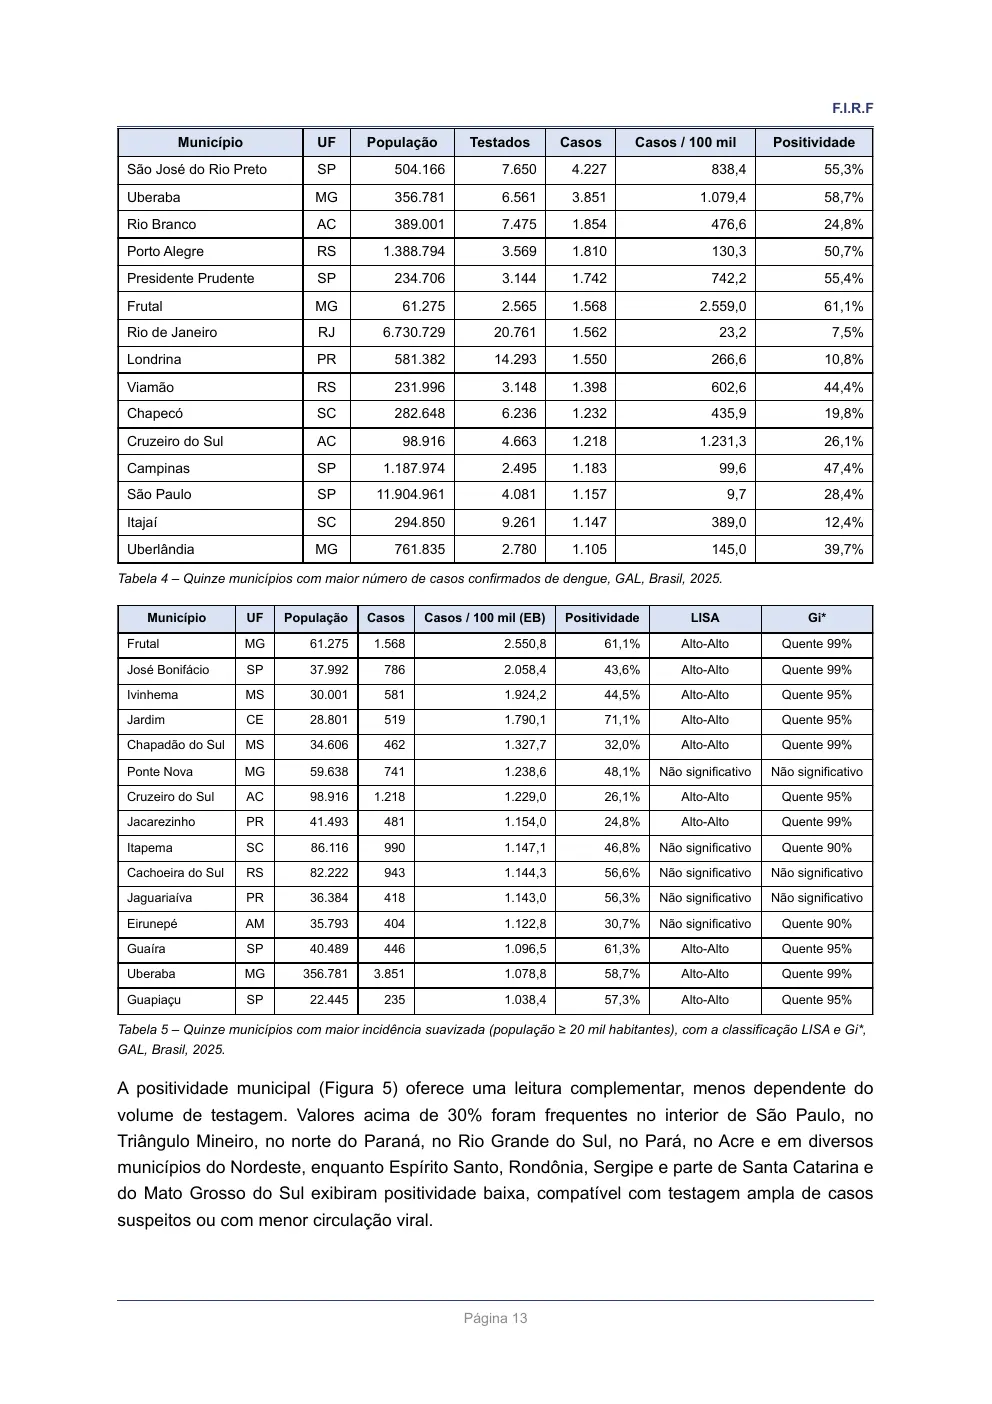 F.I.R.F
Município UF População Testados Casos Casos / 100 mil Positividade
São José do Rio Preto SP 504.166 7.650 4.227 838,4 55,3%
Uberaba MG 356.781 6.561 3.851 1.079,4 58,7%
Rio Branco AC 389.001 7.475 1.854 476,6 24,8%
Porto Alegre RS 1.388.794 3.569 1.810 130,3 50,7%
Presidente Prudente SP 234.706 3.144 1.742 742,2 55,4%
Frutal MG 61.275 2.565 1.568 2.559,0 61,1%
Rio de Janeiro RJ 6.730.729 20.761 1.562 23,2 7,5%
Londrina PR 581.382 14.293 1.550 266,6 10,8%
Viamão RS 231.996 3.148 1.398 602,6 44,4%
Chapecó SC 282.648 6.236 1.232 435,9 19,8%
Cruzeiro do Sul AC 98.916 4.663 1.218 1.231,3 26,1%
Campinas SP 1.187.974 2.495 1.183 99,6 47,4%
São Paulo SP 11.904.961 4.081 1.157 9,7 28,4%
Itajaí SC 294.850 9.261 1.147 389,0 12,4%
Uberlândia MG 761.835 2.780 1.105 145,0 39,7%
Tabela 4 – Quinze municípios com maior número de casos confirmados de dengue, GAL, Brasil, 2025.
Município UF População Casos Casos / 100 mil (EB) Positividade LISA Gi*
Frutal MG 61.275 1.568 2.550,8 61,1% Alto-Alto Quente 99%
José Bonifácio SP 37.992 786 2.058,4 43,6% Alto-Alto Quente 99%
Ivinhema MS 30.001 581 1.924,2 44,5% Alto-Alto Quente 95%
Jardim CE 28.801 519 1.790,1 71,1% Alto-Alto Quente 95%
Chapadão do Sul MS 34.606 462 1.327,7 32,0% Alto-Alto Quente 99%
Ponte Nova MG 59.638 741 1.238,6 48,1% Não significativo Não significativo
Cruzeiro do Sul AC 98.916 1.218 1.229,0 26,1% Alto-Alto Quente 95%
Jacarezinho PR 41.493 481 1.154,0 24,8% Alto-Alto Quente 99%
Itapema SC 86.116 990 1.147,1 46,8% Não significativo Quente 90%
Cachoeira do Sul RS 82.222 943 1.144,3 56,6% Não significativo Não significativo
Jaguariaíva PR 36.384 418 1.143,0 56,3% Não significativo Não significativo
Eirunepé AM 35.793 404 1.122,8 30,7% Não significativo Quente 90%
Guaíra SP 40.489 446 1.096,5 61,3% Alto-Alto Quente 95%
Uberaba MG 356.781 3.851 1.078,8 58,7% Alto-Alto Quente 99%
Guapiaçu SP 22.445 235 1.038,4 57,3% Alto-Alto Quente 95%
Tabela 5 – Quinze municípios com maior incidência suavizada (população ≥ 20 mil habitantes), com a classificação LISA e Gi*,
GAL, Brasil, 2025.
A positividade municipal (Figura 5) oferece uma leitura complementar, menos dependente do
volume de testagem. Valores acima de 30% foram frequentes no interior de São Paulo, no
Triângulo Mineiro, no norte do Paraná, no Rio Grande do Sul, no Pará, no Acre e em diversos
municípios do Nordeste, enquanto Espírito Santo, Rondônia, Sergipe e parte de Santa Catarina e
do Mato Grosso do Sul exibiram positividade baixa, compatível com testagem ampla de casos
suspeitos ou com menor circulação viral.
Página 13